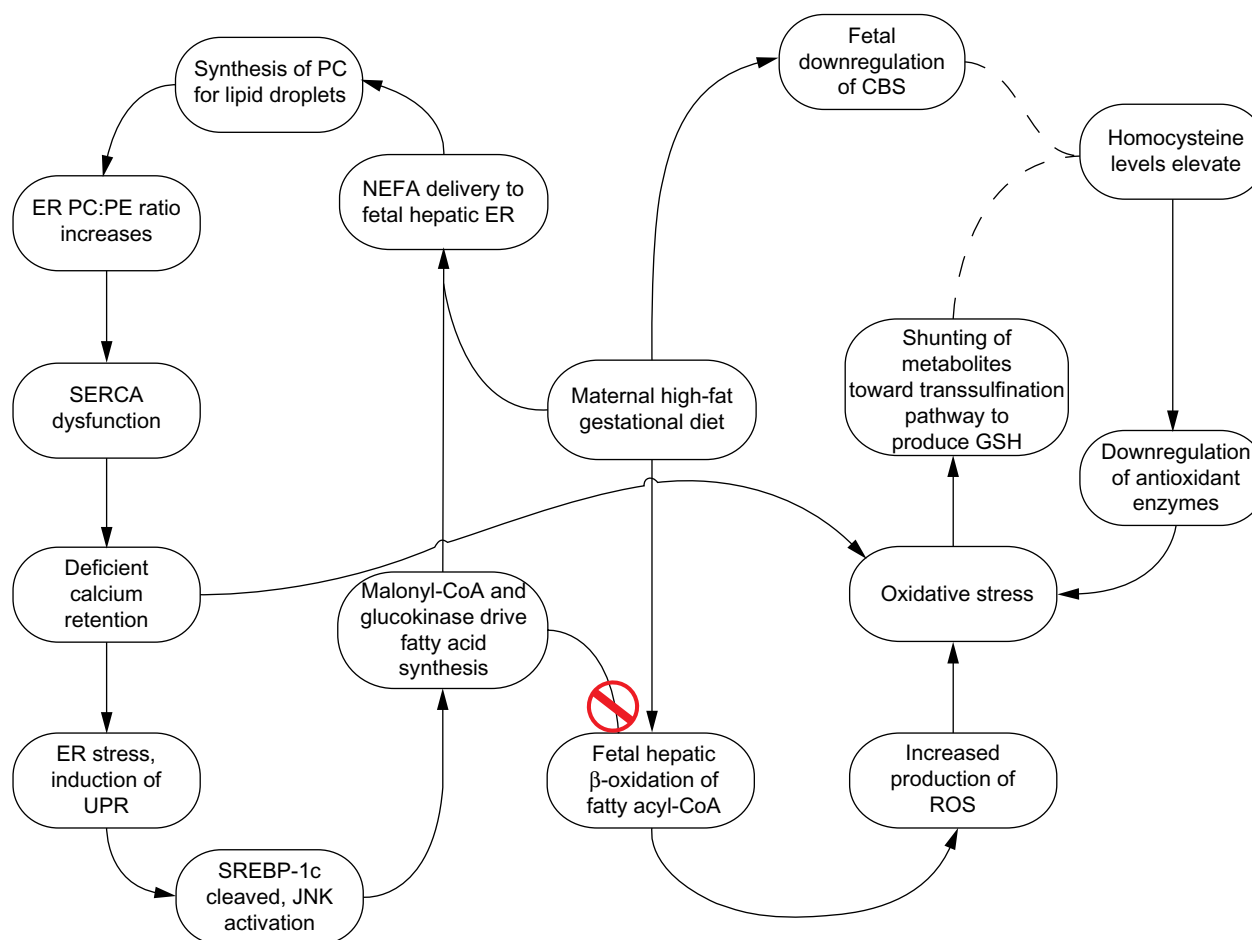 Synthesis of PC
for lipid droplets
Fetal
downregulation
of CBS
Homocysteine
levels elevate
ER PC:PE ratio
increases
NEFA delivery to
fetal hepatic ER
SERCA
dysfunction
Maternal high-fat
gestational diet
Shunting of
metabolites
toward transsulfination
pathway to
produce GSH
Downregulation
of antioxidant
enzymes
Deficient
calcium
retention
Malonyl-CoA and
glucokinase drive
fatty acid
synthesis
Oxidative stress
ER stress,
induction of
UPR
Fetal hepatic
β-oxidation of
fatty acyl-CoA
Increased
production of
ROS
SREBP-1c
cleaved, JNK
activation